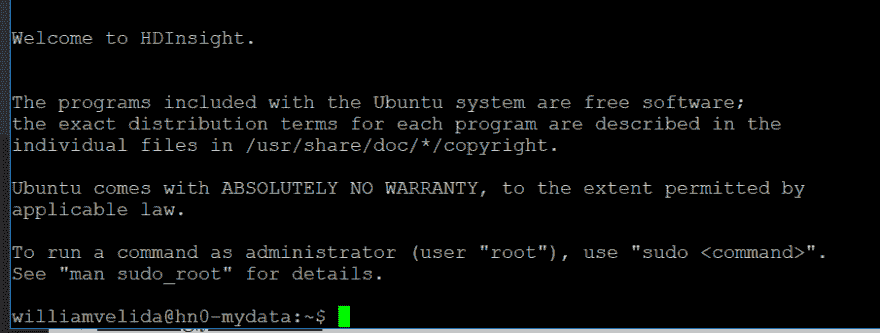 Welcome to HDInsight.
The programs included with the Ubuntu system are free software;
the exact distribution terms for each program are described in the
individual files in /usr/share/doc/*/copyright.
Ubuntu comes with ABSOLUTELY NO WARRANTY, to the extent permitted by
applicable law.
To run a command as administrator (user "root"), use "sudo <command>".
See "man sudo_root" for details.
williamvelida@hn0-mydata:~$